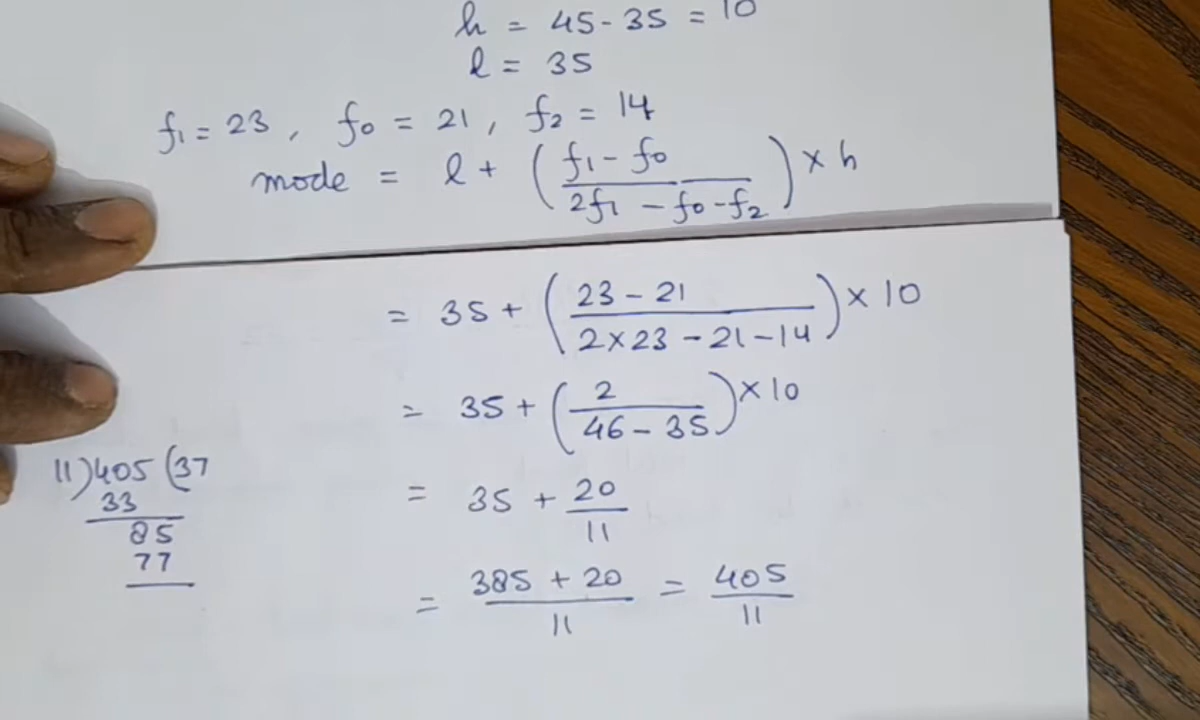 h = 45 - 35 = 10
l = 35
f1 = 23, f0 = 21, f2 = 14
mode = l + (f1 - f0 / 2f1 - f0 - f2) × h
= 35 + (23 - 21 / 2×23 - 21 - 14) × 10
= 35 + (2 / 46 - 35) × 10
11)405(37
33
85
77
= 35 + 20/11
= 385 + 20 / 11 = 405/11